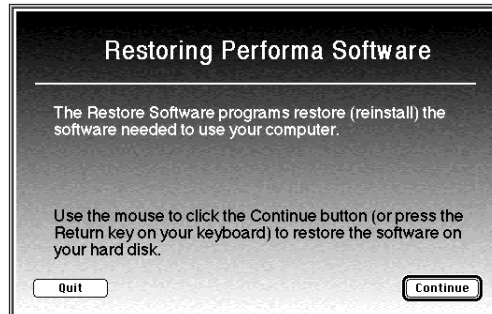 Restoring Performa Software
The Restore Software programs restore (reinstall) the
software needed to use your computer.
Use the mouse to click the Continue button (or press the
Return key on your keyboard) to restore the software on
your hard disk.
Quit
Continue